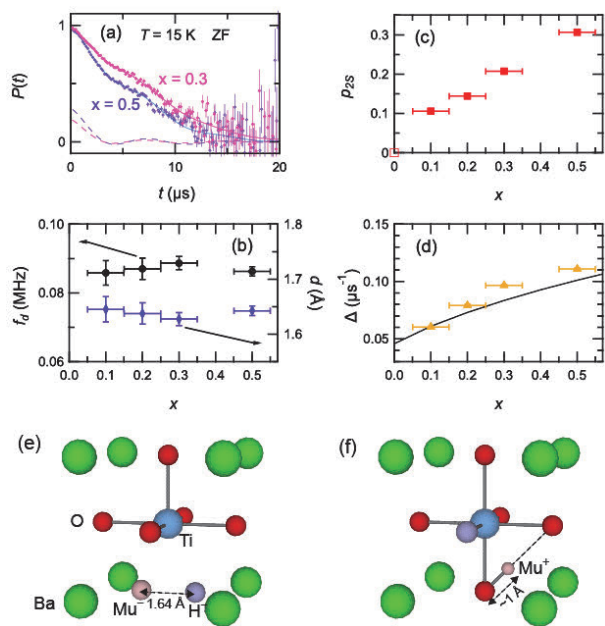 (a) T = 15 K ZF
x = 0.3
x = 0.5
P(t)
1
0
0 10 20
t (μs)
(c)
p2S
0.3
0.2
0.1
0
0.0 0.1 0.2 0.3 0.4 0.5
x
(b)
fd (MHz)
0.10
0.08
0.06
d (Å)
1.8
1.7
1.6
0.0 0.1 0.2 0.3 0.4 0.5
x
(d)
Δ (μs⁻¹)
0.15
0.10
0.05
0.0 0.1 0.2 0.3 0.4 0.5
x
(e)
O
Ti
Ba
Mu⁻
1.64 Å
H⁻
(f)
Mu⁺
~1Å